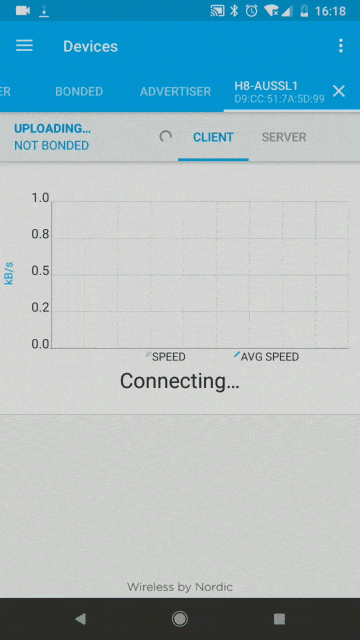 16:18
Devices
ER BONDED ADVERTISER H8-AUSSL1
D9:CC:51:7A:5D:99
UPLOADING... CLIENT SERVER
NOT BONDED
1.0
0.8
0.5
0.2
0.0
kB/s
SPEED AVG SPEED
Connecting...
Wireless by Nordic